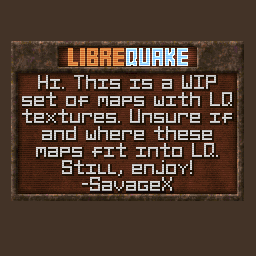 LIBREQUAKE
Hi. This is a WIP
set of maps with LQ
textures. Unsure if
and where these
maps fit into LQ.
Still, enjoy!
-SavageX